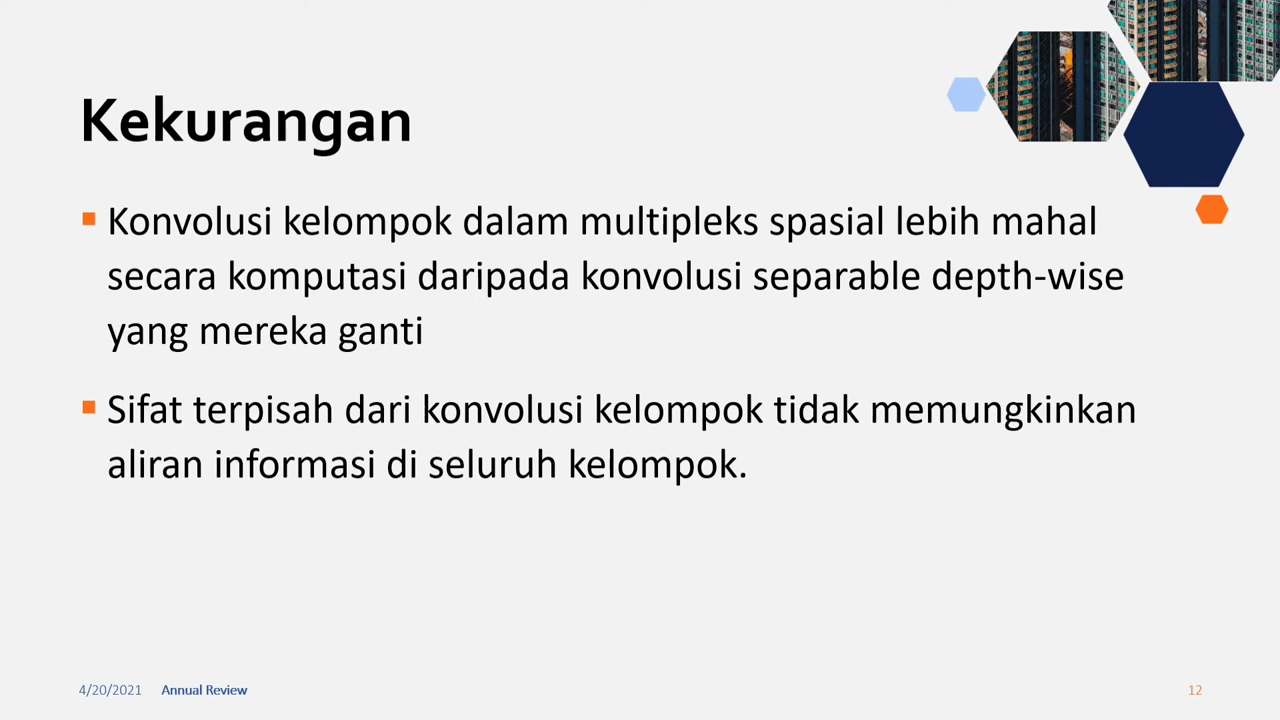 Kekurangan
Konvolusi kelompok dalam multipleks spasial lebih mahal
secara komputasi daripada konvolusi separable depth-wise
yang mereka ganti
Sifat terpisah dari konvolusi kelompok tidak memungkinkan
aliran informasi di seluruh kelompok.
4/20/2021 Annual Review 12